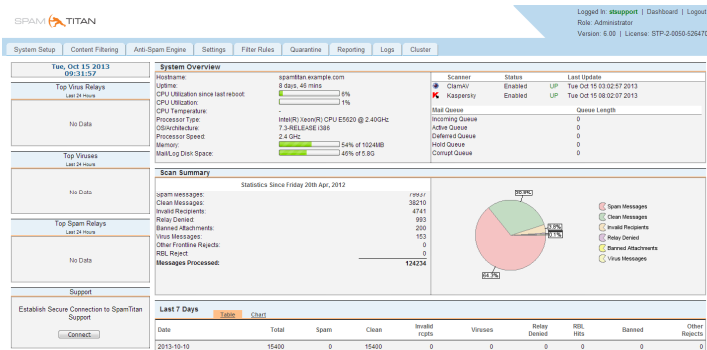 Logged In: stsupport | Dashboard | Logout
SPAM TITAN
Role: Administrator
Version: 6.00 | License: STP-2-0050-526470
System Setup Content Filtering Anti-Spam Engine Settings Filter Rules Quarantine Reporting Logs Cluster
Tue, Oct 15 2013
09:31:57
Top Virus Relays
Last 24 Hours
No Data
Top Viruses
Last 24 Hours
No Data
Top Spam Relays
Last 24 Hours
No Data
Support
Establish Secure Connection to SpamTitan
Support
Connect
System Overview
Hostname: spamtitan.example.com
Uptime: 8 days, 46 mins
CPU Utilization since last reboot: 6%
CPU Utilization: 1%
CPU Temperature: -
Processor Type: Intel(R) Xeon(R) CPU E5620 @ 2.40GHz
OS/Architecture: 7.3-RELEASE i386
Processor Speed: 2.4 GHz
Memory: 54% of 1024MB
Mail/Log Disk Space: 46% of 5.8G
Scanner Status Last Update
ClamAV Enabled UP Tue Oct 15 03:02:57 2013
Kaspersky Enabled UP Tue Oct 15 08:02:07 2013
Mail Queue Queue Length
Incoming Queue 0
Active Queue 0
Deferred Queue 0
Hold Queue 0
Corrupt Queue 0
Scan Summary
Statistics Since Friday 20th Apr, 2012
Spam Messages: 79937
Clean Messages: 38210
Invalid Recipients: 4741
Relay Denied: 993
Banned Attachments: 200
Virus Messages: 153
Other Frontline Rejects: 0
RBL Reject 0
Messages Processed: 124234
30.8%
3.8%
0.1%
64.3%
Spam Messages
Clean Messages
Invalid Recipients
Relay Denied
Banned Attachments
Virus Messages
Last 7 Days Table Chart
Date Total Spam Clean Invalid rcpts Viruses Relay Denied RBL Hits Banned Other Rejects
2013-10-10 15400 0 15400 0 0 0 0 0 0